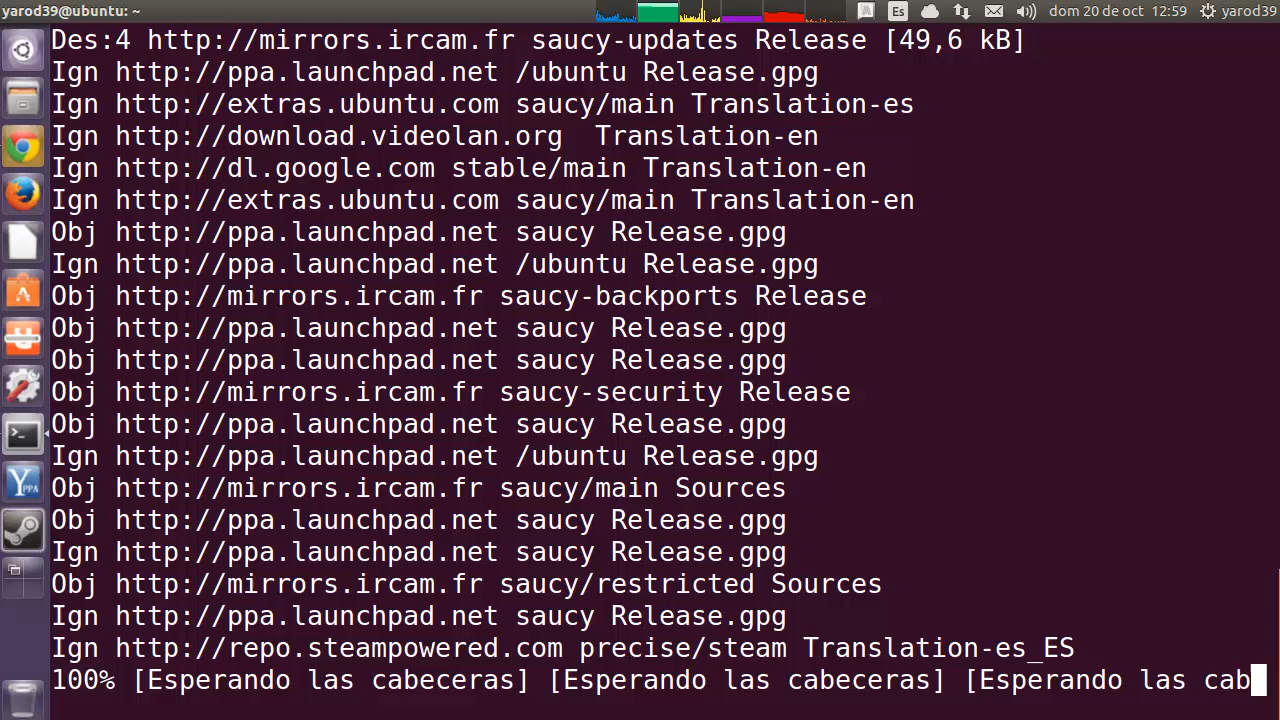 yarod39@ubuntu: ~
Es
dom 20 de oct 12:59
yarod39
Des:4 http://mirrors.ircam.fr saucy-updates Release [49,6 kB]
Ign http://ppa.launchpad.net /ubuntu Release.gpg
Ign http://extras.ubuntu.com saucy/main Translation-es
Ign http://download.videolan.org  Translation-en
Ign http://dl.google.com stable/main Translation-en
Ign http://extras.ubuntu.com saucy/main Translation-en
Obj http://ppa.launchpad.net saucy Release.gpg
Ign http://ppa.launchpad.net /ubuntu Release.gpg
Obj http://mirrors.ircam.fr saucy-backports Release
Obj http://ppa.launchpad.net saucy Release.gpg
Obj http://ppa.launchpad.net saucy Release.gpg
Obj http://mirrors.ircam.fr saucy-security Release
Obj http://ppa.launchpad.net saucy Release.gpg
Ign http://ppa.launchpad.net /ubuntu Release.gpg
Obj http://mirrors.ircam.fr saucy/main Sources
Obj http://ppa.launchpad.net saucy Release.gpg
Ign http://ppa.launchpad.net saucy Release.gpg
Obj http://mirrors.ircam.fr saucy/restricted Sources
Ign http://ppa.launchpad.net saucy Release.gpg
Ign http://repo.steampowered.com precise/steam Translation-es_ES
100% [Esperando las cabeceras] [Esperando las cabeceras] [Esperando las cab
Y PPA